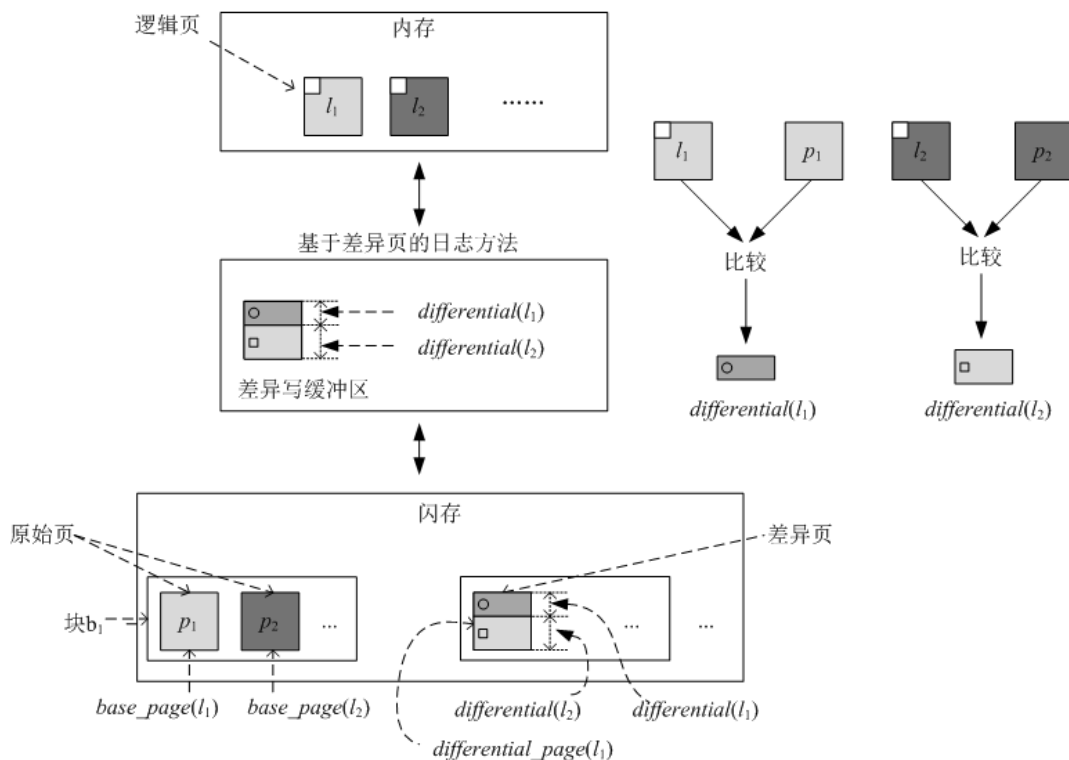 逻辑页
内存
l1
l2
......
l1
p1
l2
p2
基于差异页的日志方法
比较
比较
differential(l1)
differential(l2)
差异写缓冲区
differential(l1)
differential(l2)
闪存
原始页
差异页
块b1
p1
p2
...
...
...
base_page(l1)
base_page(l2)
differential(l2)
differential(l1)
differential_page(l1)